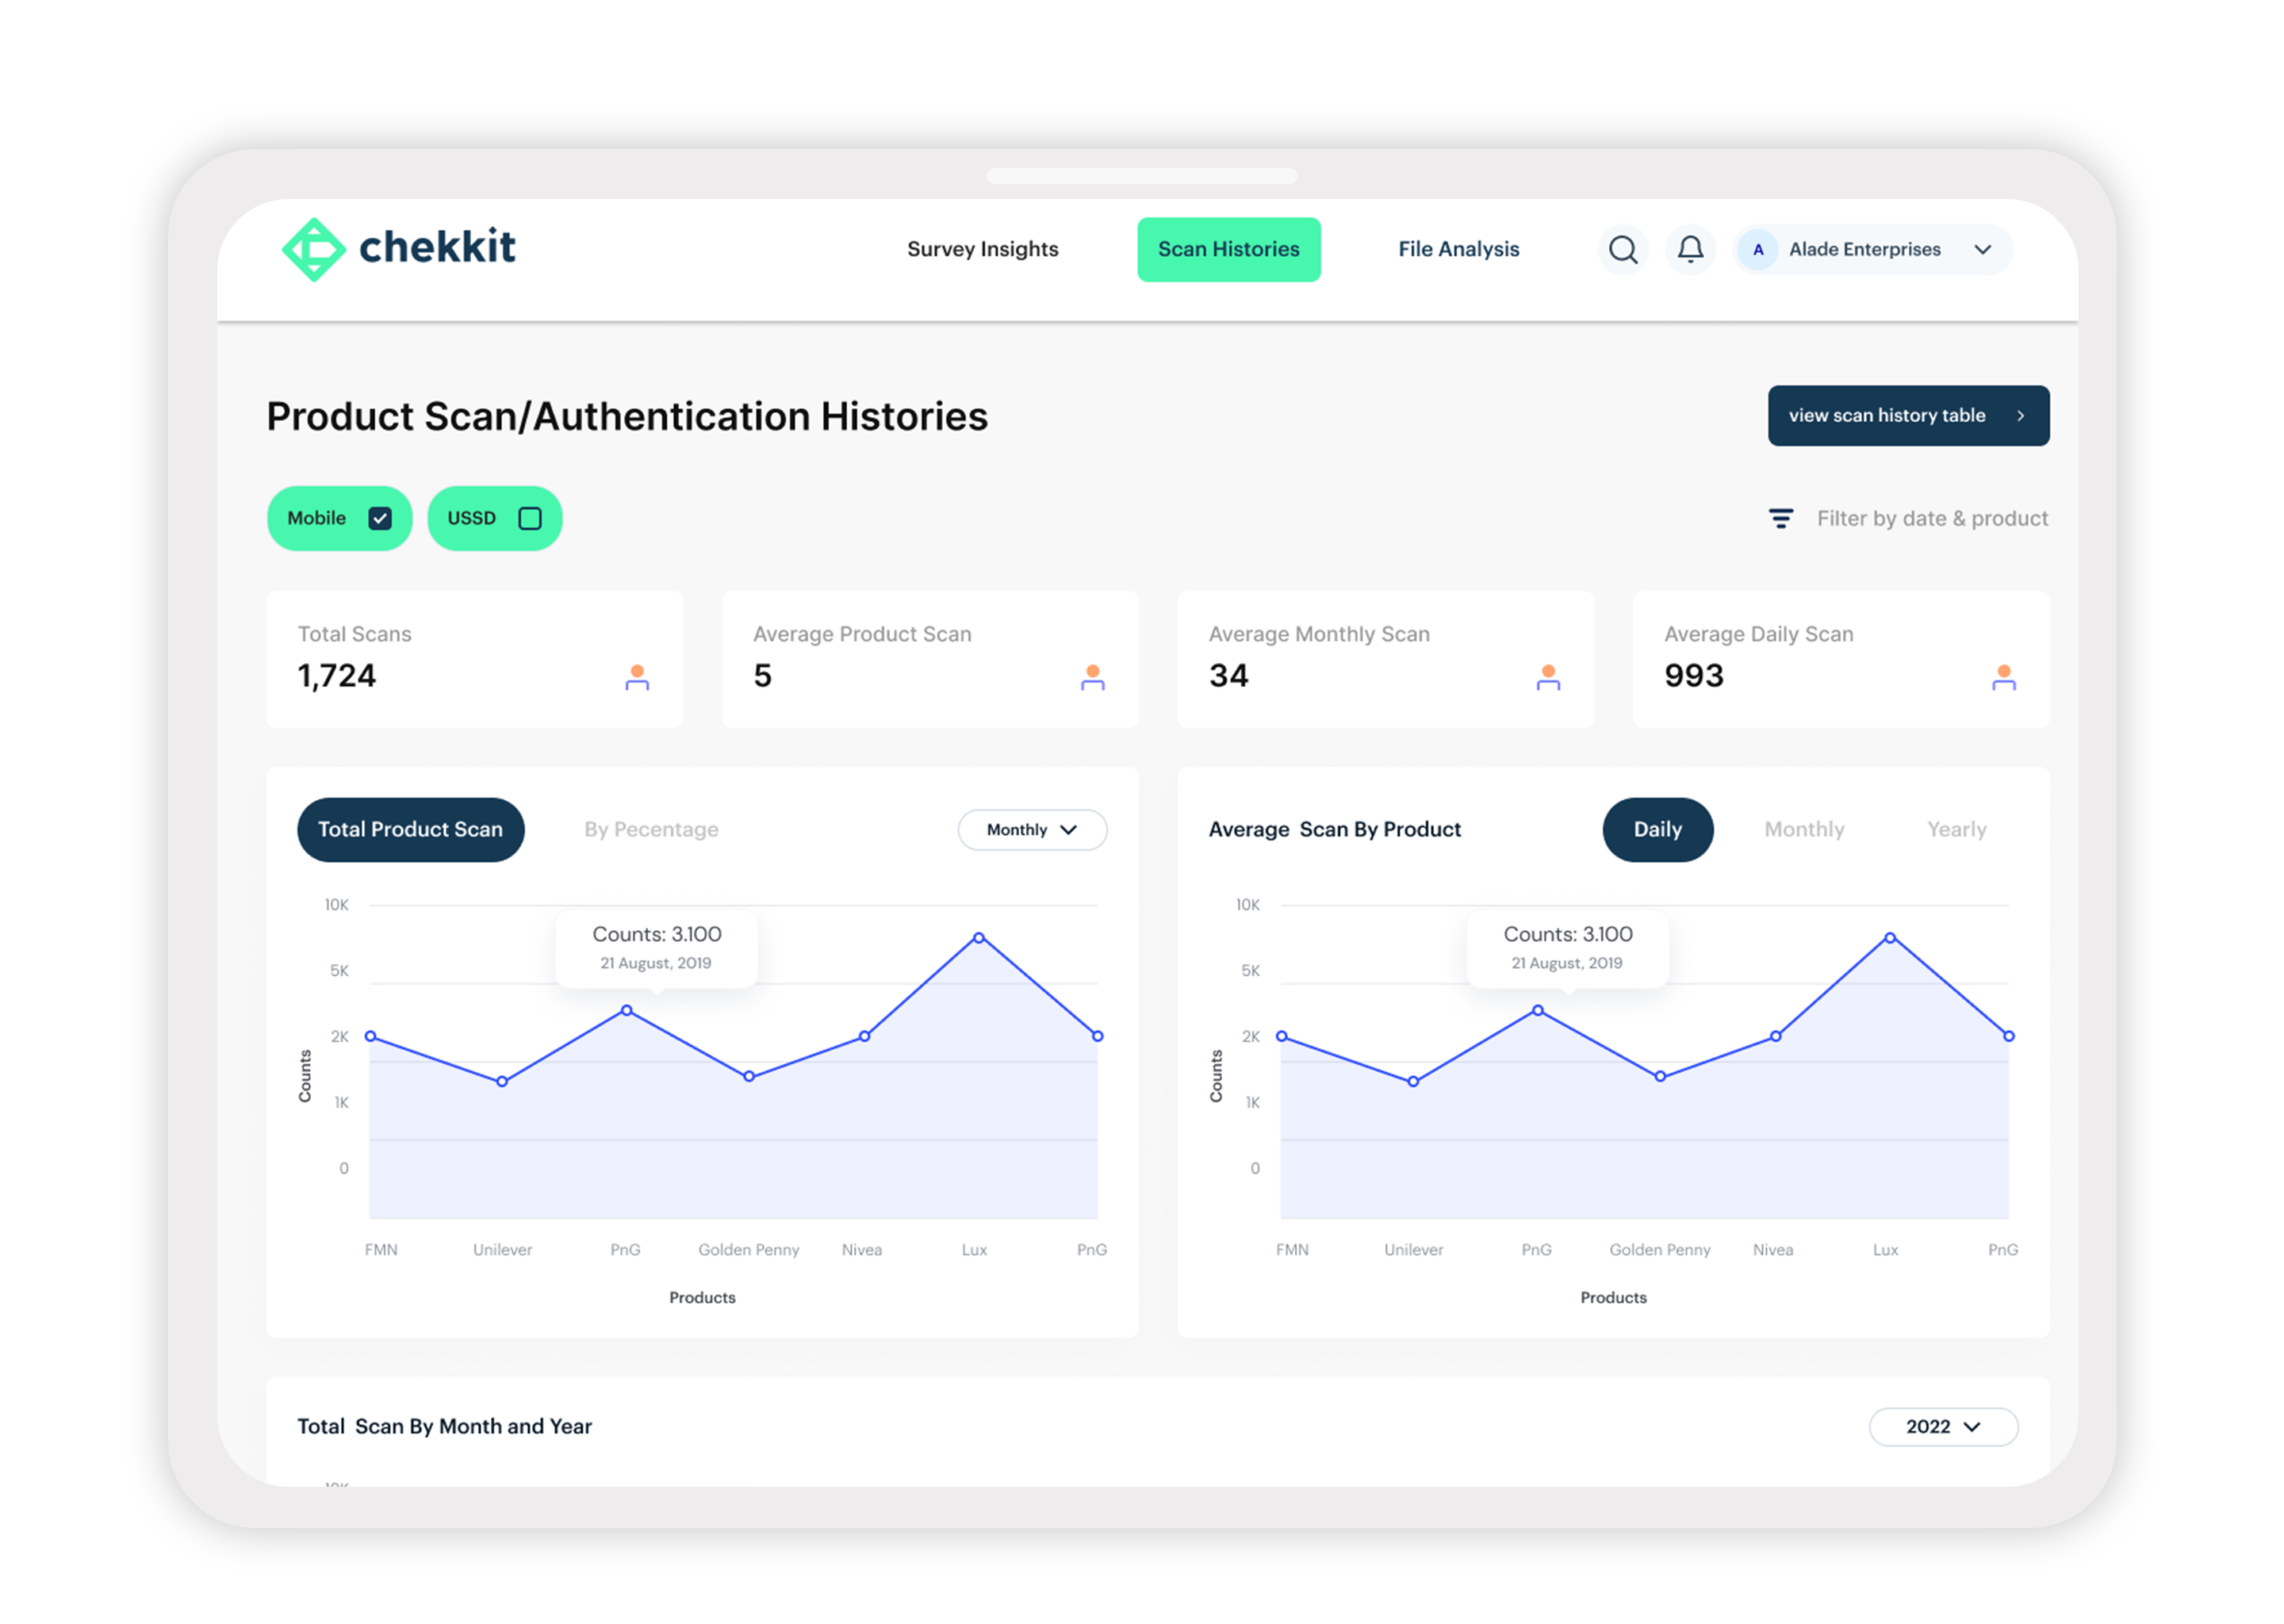 chekkit
Survey Insights
Scan Histories
File Analysis
A
Alade Enterprises
Product Scan/Authentication Histories
view scan history table
Mobile
USSD
Filter by date & product
Total Scans
1,724
Average Product Scan
5
Average Monthly Scan
34
Average Daily Scan
993
Total Product Scan
By Pecentage
Monthly
10K
5K
2K
1K
0
Counts
Counts: 3.100
21 August, 2019
FMN
Unilever
PnG
Golden Penny
Nivea
Lux
PnG
Products
Average Scan By Product
Daily
Monthly
Yearly
10K
5K
2K
1K
0
Counts
Counts: 3.100
21 August, 2019
FMN
Unilever
PnG
Golden Penny
Nivea
Lux
PnG
Products
Total Scan By Month and Year
2022
10K